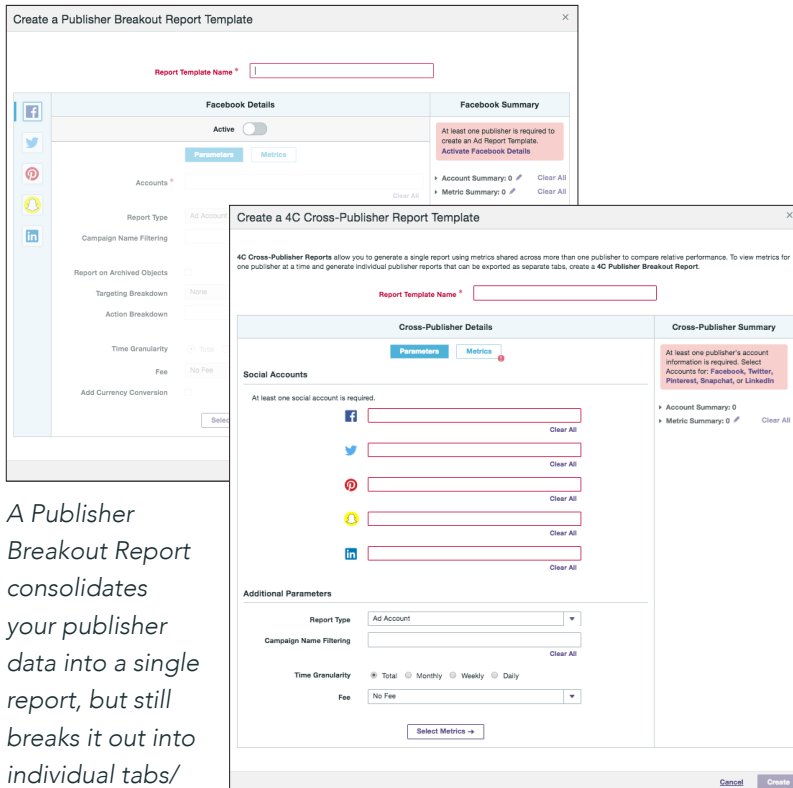 Create a Publisher Breakout Report Template ×
Report Template Name *
Facebook Details
Facebook Summary
Active
At least one publisher is required to
create an Ad Report Template.
Activate Facebook Details
Parameters Metrics
Accounts *
Clear All
Account Summary: 0 Clear All
Metric Summary: 0 Clear All
Report Type Ad Account
Campaign Name Filtering
Report on Archived Objects
Targeting Breakdown None
Action Breakdown
Time Granularity Total
Fee No Fee
Add Currency Conversion
Selec
Create a 4C Cross-Publisher Report Template ×
4C Cross-Publisher Reports allow you to generate a single report using metrics shared across more than one publisher to compare relative performance. To view metrics for
one publisher at a time and generate individual publisher reports that can be exported as separate tabs, create a 4C Publisher Breakout Report.
Report Template Name *
Cross-Publisher Details
Cross-Publisher Summary
Parameters Metrics
At least one publisher's account
information is required. Select
Accounts for: Facebook, Twitter,
Pinterest, Snapchat, or LinkedIn
Social Accounts
At least one social account is required.
Account Summary: 0
Metric Summary: 0 Clear All
Clear All
Clear All
Clear All
Clear All
Clear All
Additional Parameters
Report Type Ad Account
Campaign Name Filtering
Clear All
Time Granularity Total Monthly Weekly Daily
Fee No Fee
Select Metrics →
Cancel Create
A Publisher
Breakout Report
consolidates
your publisher
data into a single
report, but still
breaks it out into
individual tabs/